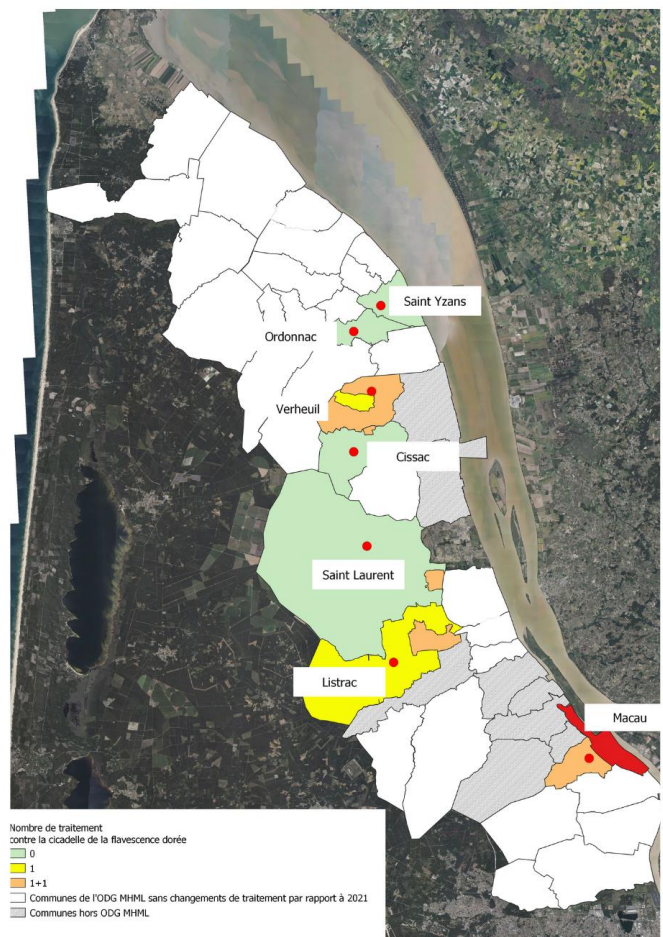 Saint Yzans
Ordonnac
Verheuil
Cissac
Saint Laurent
Listrac
Macau
Nombre de traitement
contre la cicadelle de la flavescence dorée
0
1
1+1
Communes de l'ODG MHML sans changements de traitement par rapport à 2021
Communes hors ODG MHML